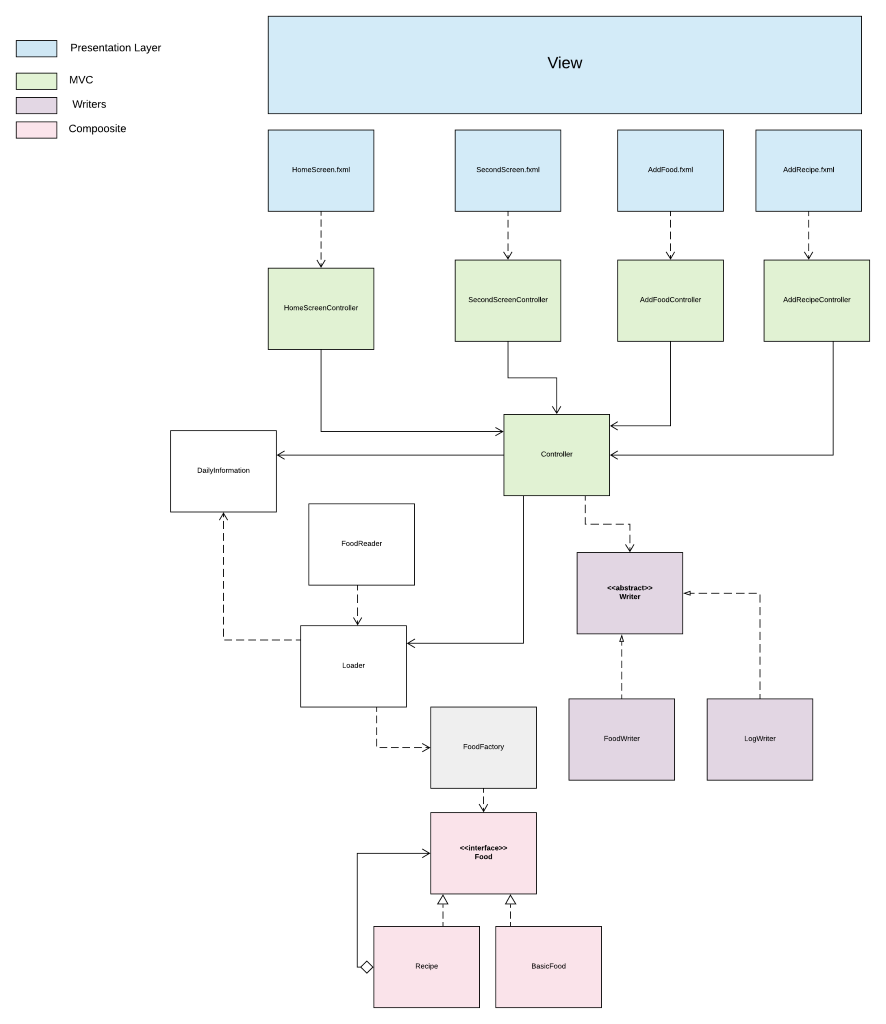 Presentation Layer
MVC
Writers
Compoosite
View
HomeScreen.fxml
SecondScreen.fxml
AddFood.fxml
AddRecipe.fxml
HomeScreenController
SecondScreenController
AddFoodController
AddRecipeController
Controller
DailyInformation
FoodReader
<<abstract>>
Writer
Loader
FoodFactory
FoodWriter
LogWriter
<<interface>>
Food
Recipe
BasicFood